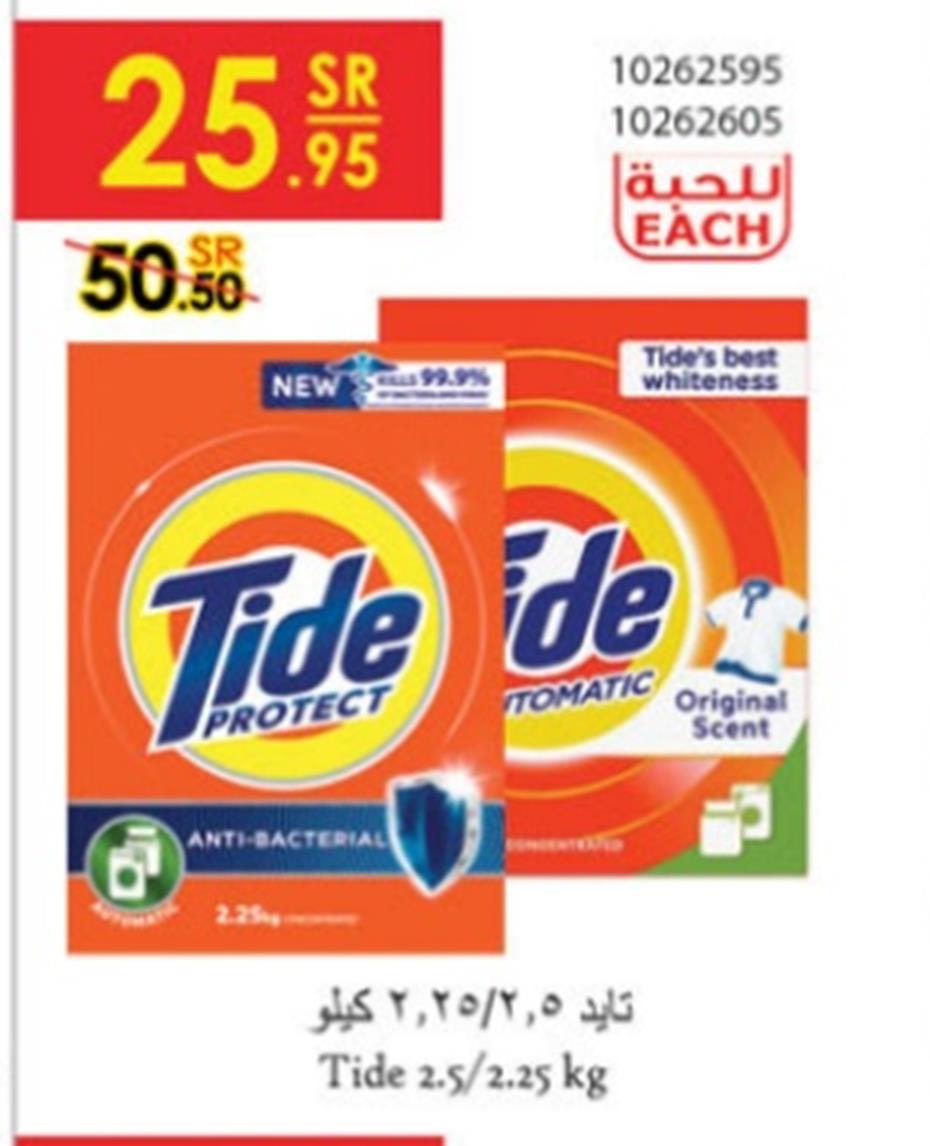 25.95 SR
50.50 SR
10262595
10262605
للحبة
EACH
NEW
KILLS 99.9%
Tide
PROTECT
ANTI-BACTERIAL
AUTOMATIC
2.25kg
Tide's best
whiteness
ide
TOMATIC
Original
Scent
CONCENTRATED
تايد ٢,٢٥/٢,٥ كيلو
Tide 2.5/2.25 kg